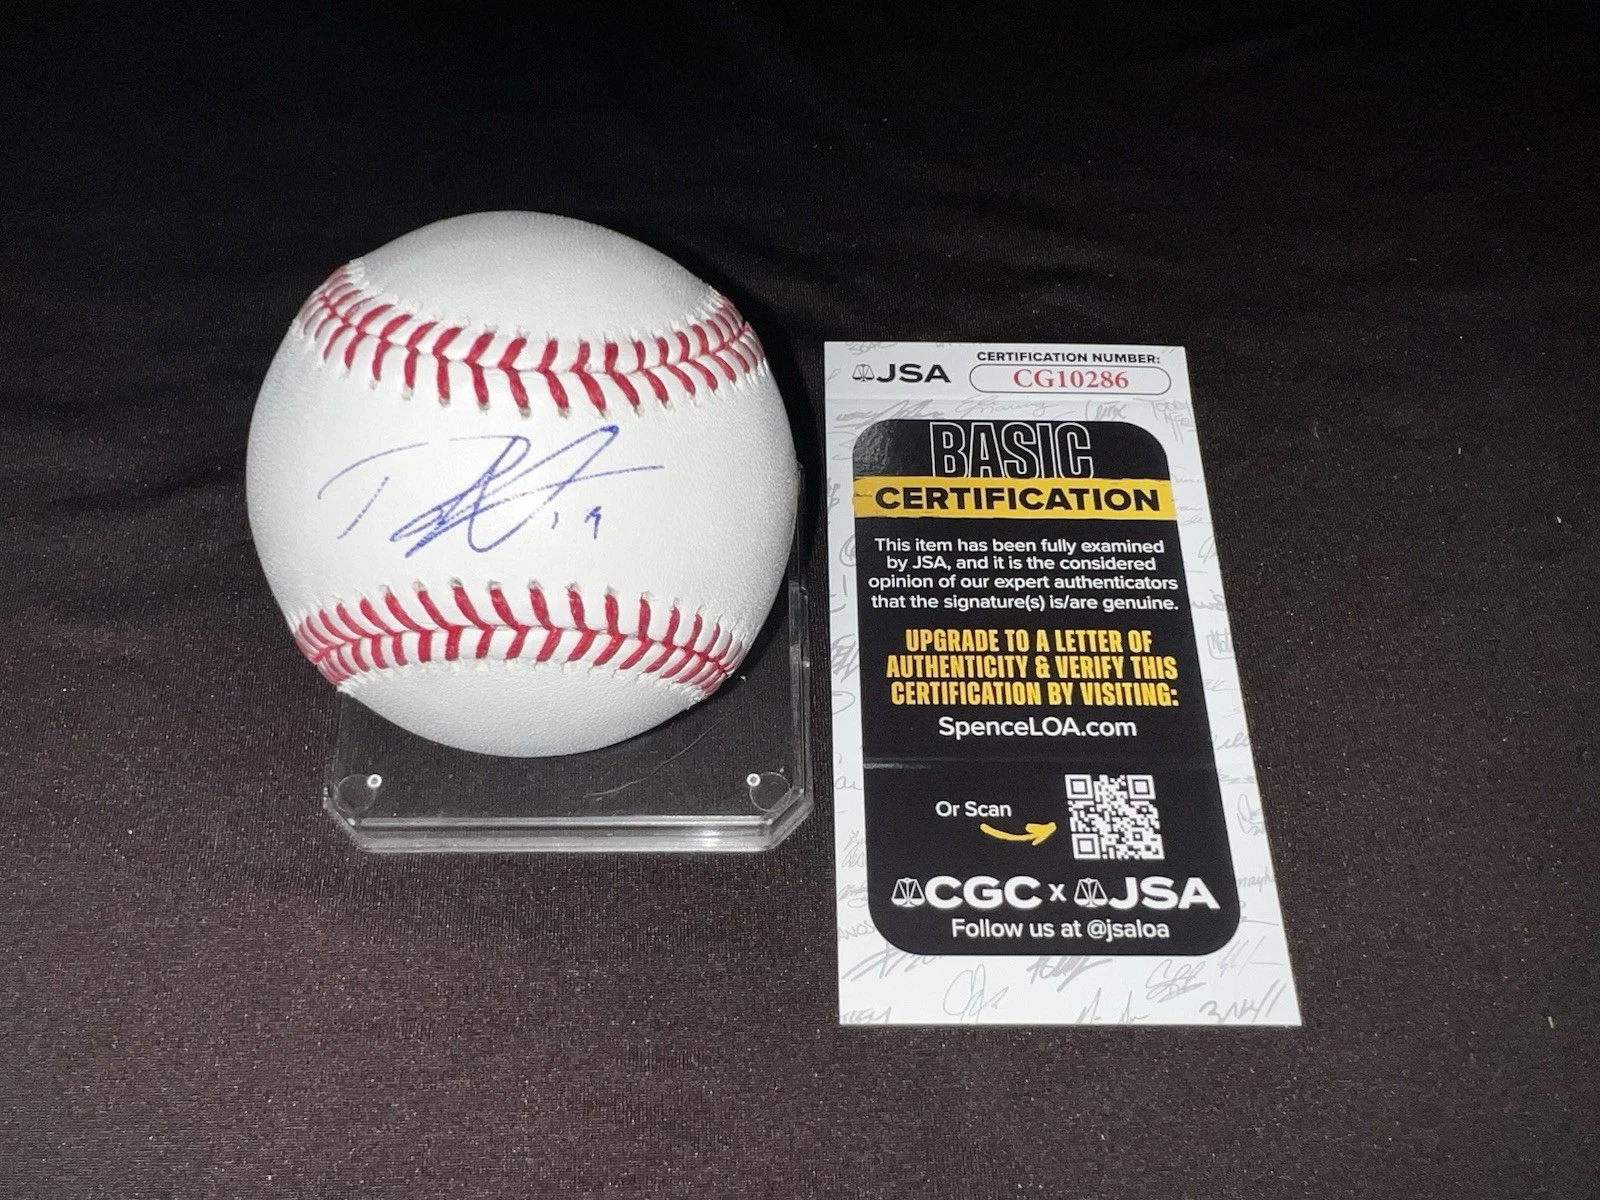 19
JSA
CERTIFICATION NUMBER:
CG10286
BASIC
CERTIFICATION
This item has been fully examined
by JSA, and it is the considered
opinion of our expert authenticators
that the signature(s) is/are genuine.
UPGRADE TO A LETTER OF
AUTHENTICITY & VERIFY THIS
CERTIFICATION BY VISITING:
SpenceLOA.com
Or Scan
CGC x JSA
Follow us at @jsaloa